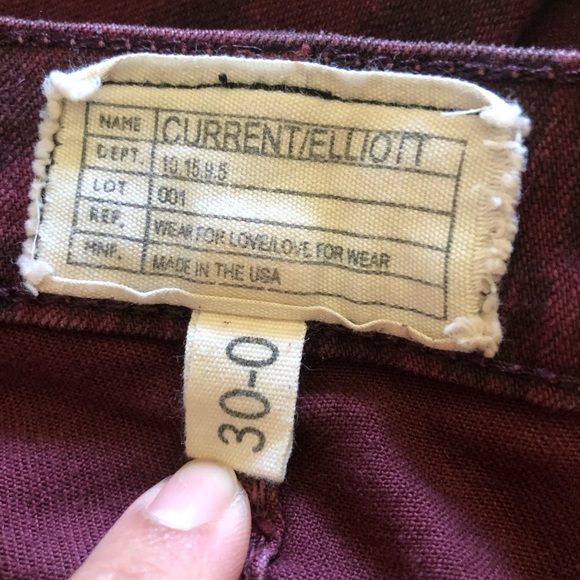 NAME CURRENT/ELLIOTT
DEPT. 10.15.9.5
LOT 001
REF. WEAR FOR LOVE/LOVE FOR WEAR
MNF. MADE IN THE USA
30-0